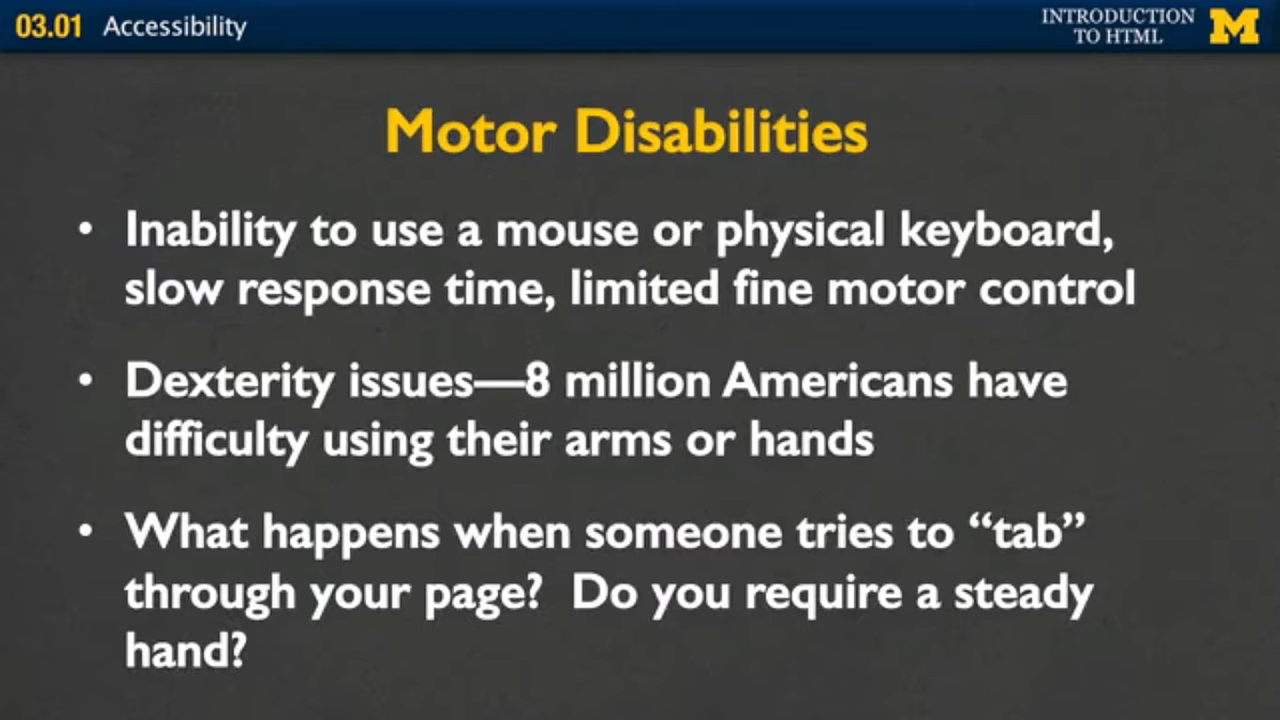 03.01 Accessibility
INTRODUCTION
TO HTML
M
Motor Disabilities
• Inability to use a mouse or physical keyboard,
slow response time, limited fine motor control
• Dexterity issues—8 million Americans have
difficulty using their arms or hands
• What happens when someone tries to “tab”
through your page?  Do you require a steady
hand?